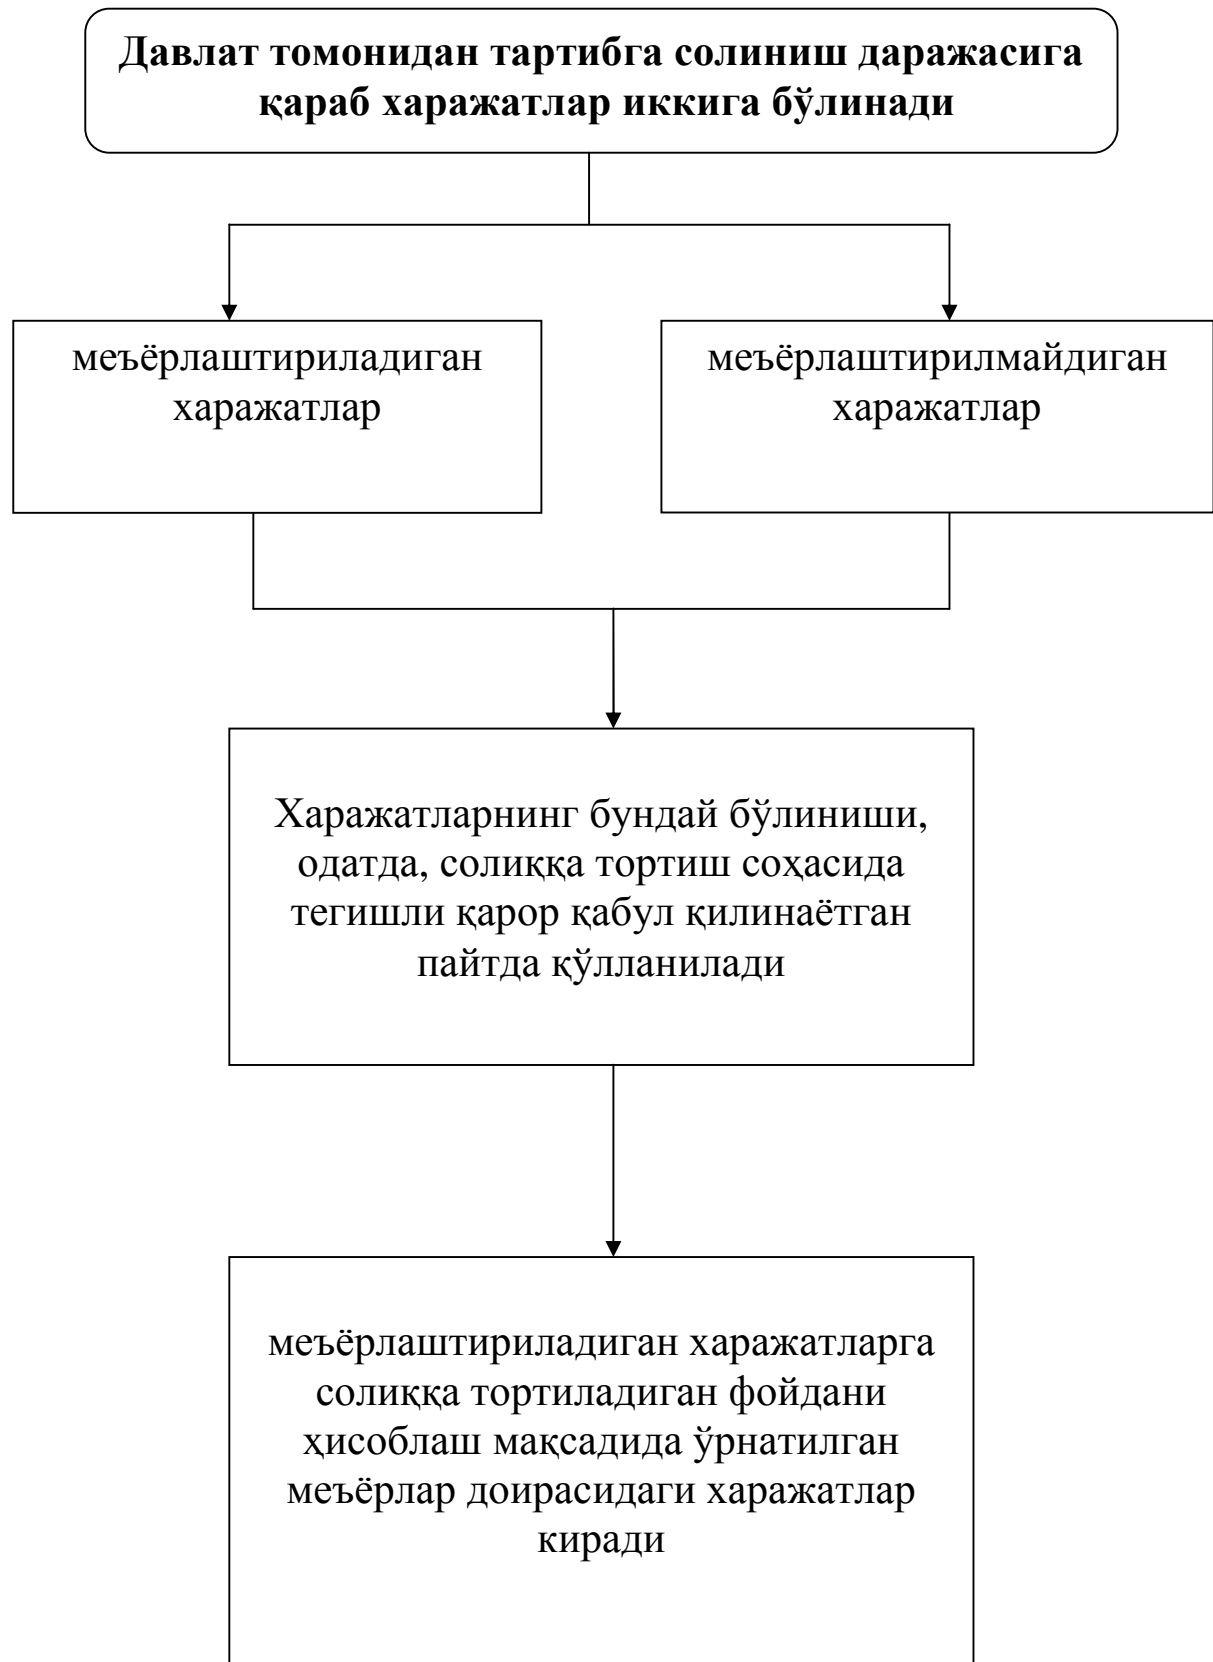 Давлат томонидан тартибга солиниш даражасига
қараб харажатлар иккига бўлинади
меъёрлаштириладиган
харажатлар
меъёрлаштирилмайдиган
харажатлар
Харажатларнинг бундай бўлиниши,
одатда, солиққа тортиш соҳасида
тегишли қарор қабул қилинаётган
пайтда қўлланилади
меъёрлаштириладиган харажатларга
солиққа тортиладиган фойдани
ҳисоблаш мақсадида ўрнатилган
меъёрлар доирасидаги харажатлар
киради